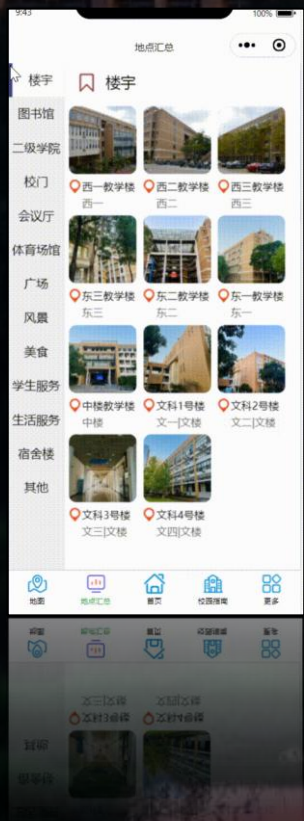 9:43
100%
地点汇总
楼宇
图书馆
二级学院
校门
会议厅
体育场馆
广场
风景
美食
学生服务
生活服务
宿舍楼
其他
楼宇
西一教学楼
西一
西二教学楼
西二
西三教学楼
西三
东三教学楼
东三
东二教学楼
东二
东一教学楼
东一
中楼教学楼
中楼
文科1号楼
文一|文楼
文科2号楼
文二|文楼
文科3号楼
文三|文楼
文科4号楼
文四|文楼
地图
地点汇总
首页
校园指南
更多